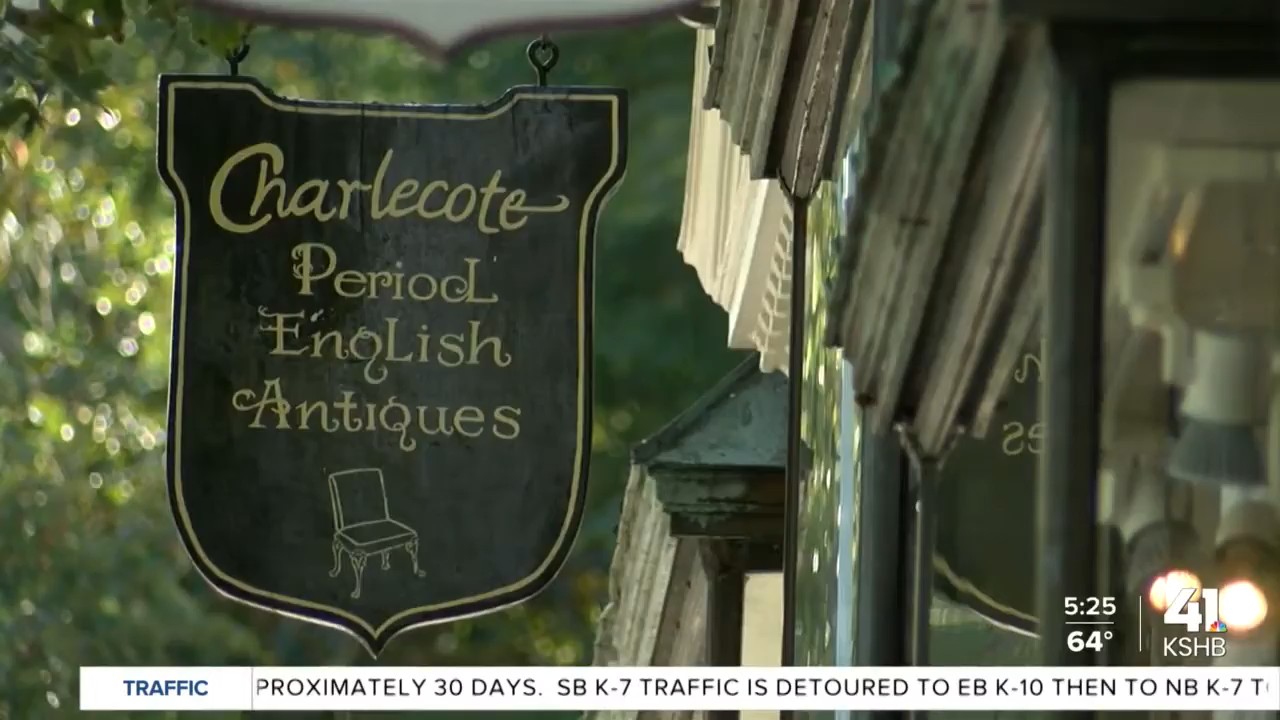 Charlecote
Period
English
Antiques
5:25
64°
41
KSHB
TRAFFIC
PROXIMATELY 30 DAYS. SB K-7 TRAFFIC IS DETOURED TO EB K-10 THEN TO NB K-7